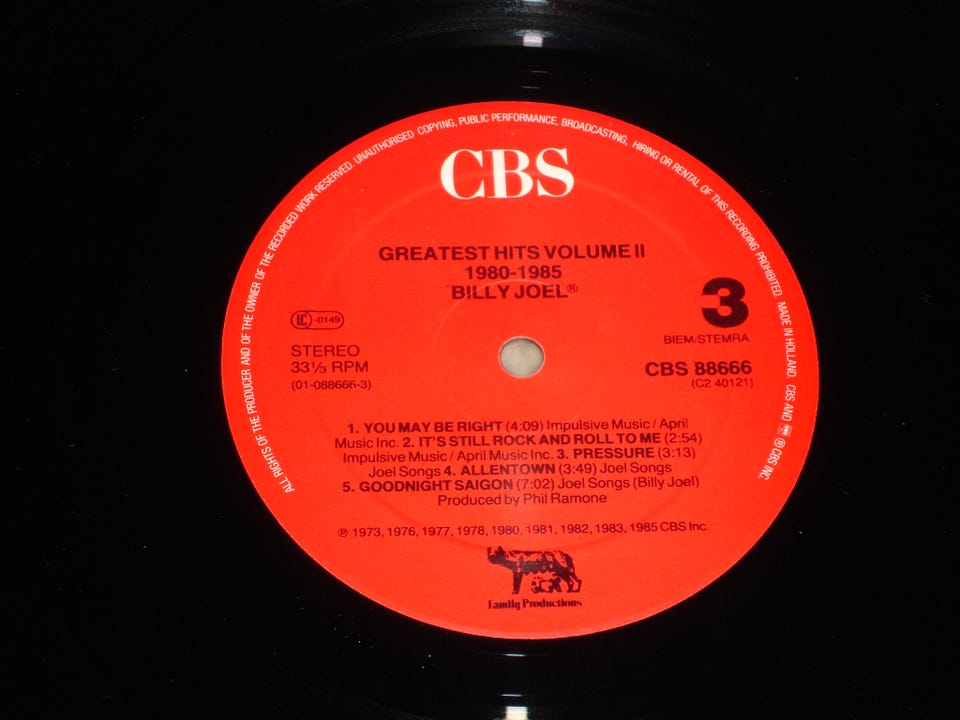 ALL RIGHTS OF THE PRODUCER AND OF THE OWNER OF THE RECORDED WORK RESERVED. UNAUTHORISED COPYING, PUBLIC PERFORMANCE, BROADCASTING, HIRING OR RENTAL OF THIS RECORDING PROHIBITED. MADE IN HOLLAND. CBS AND ℗ CBS INC.
CBS
GREATEST HITS VOLUME II
1980-1985
BILLY JOEL®
3
LC -0149
BIEM/STEMRA
STEREO
33⅓ RPM
(01-088666-3)
CBS 88666
(C2 40121)
1. YOU MAY BE RIGHT (4:09) Impulsive Music / April
Music Inc. 2. IT'S STILL ROCK AND ROLL TO ME (2:54)
Impulsive Music / April Music Inc. 3. PRESSURE (3:13)
Joel Songs 4. ALLENTOWN (3:49) Joel Songs
5. GOODNIGHT SAIGON (7:02) Joel Songs (Billy Joel)
Produced by Phil Ramone
℗ 1973, 1976, 1977, 1978, 1980, 1981, 1982, 1983, 1985 CBS Inc.
Family Productions